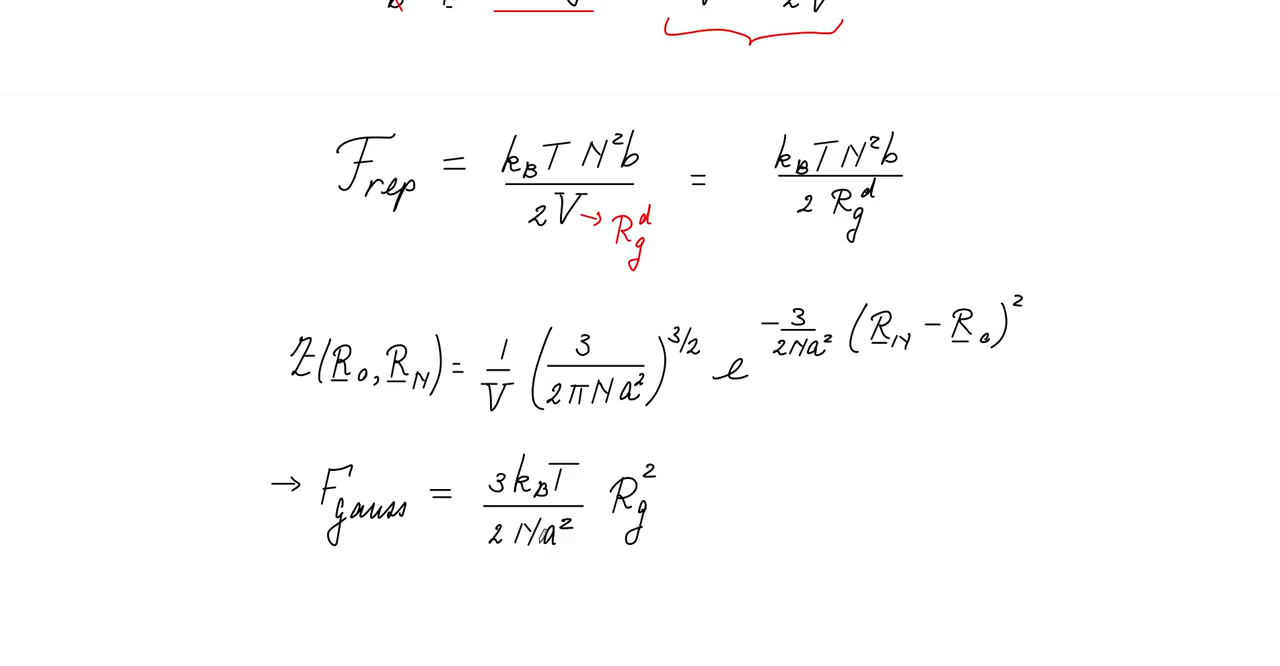 F_rep = k_B T N² b / 2V → R_g^d = k_B T N² b / 2 R_g^d
Z(R_0, R_N) = 1/V (3 / 2πNa²)^{3/2} e^{-3/2Na² (R_N - R_0)²}
→ F_gauss = 3k_B T / 2Na² R_g²